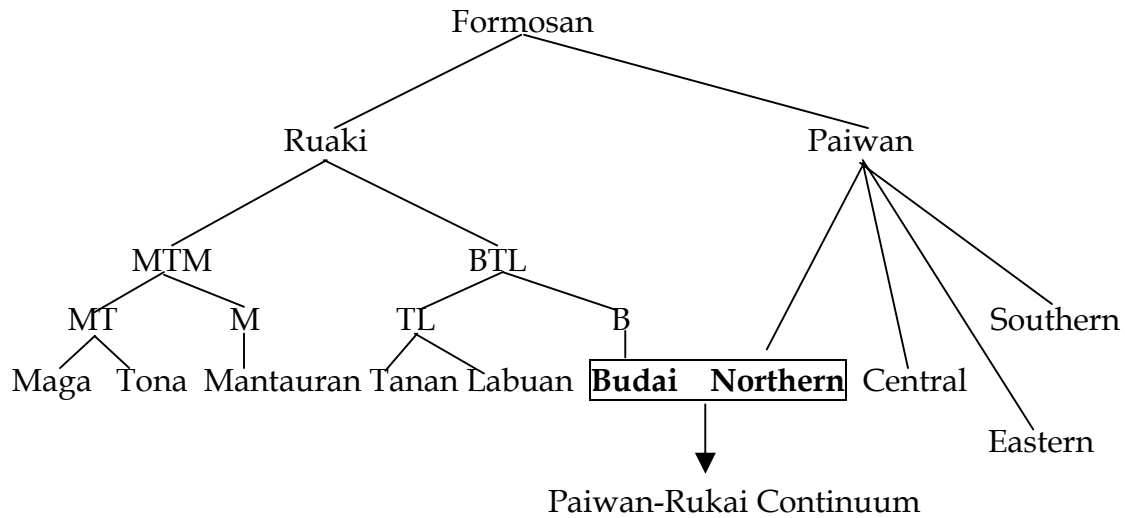 Formosan
Ruaki Paiwan
MTM BTL
MT M TL B Southern
Maga Tona Mantauran Tanan Labuan Budai Northern Central
Eastern
Paiwan-Rukai Continuum